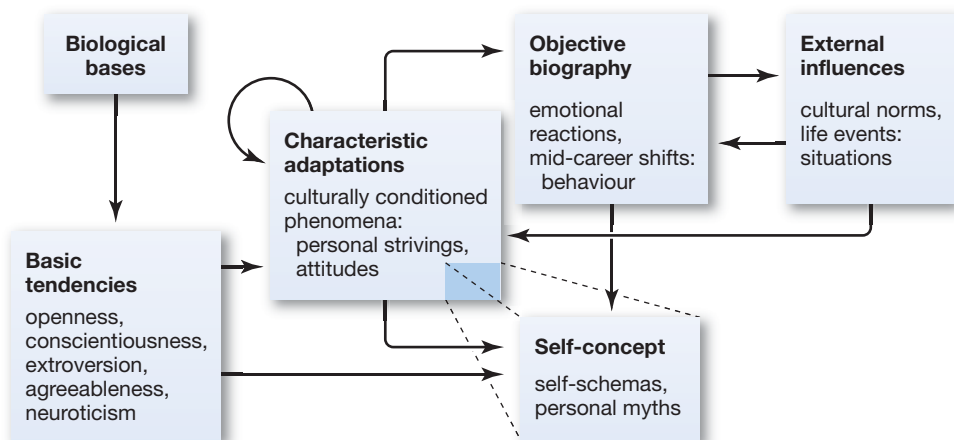 Biological
bases
Basic
tendencies
openness,
conscientiousness,
extroversion,
agreeableness,
neuroticism
Characteristic
adaptations
culturally conditioned
phenomena:
personal strivings,
attitudes
Objective
biography
emotional
reactions,
mid-career shifts:
behaviour
External
influences
cultural norms,
life events:
situations
Self-concept
self-schemas,
personal myths